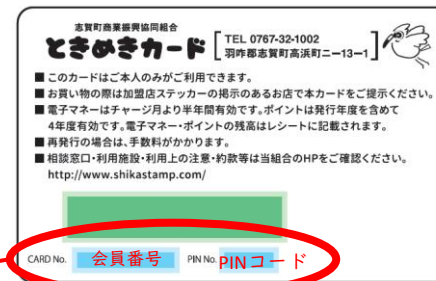 志賀町商業振興協同組合
ときめきカード
TEL 0767-32-1002
羽咋郡志賀町高浜町ニー13ー1
■このカードはご本人のみがご利用できます。
■お買い物の際は加盟店ステッカーの掲示のあるお店で本カードをご提示ください。
■電子マネーはチャージ月より半年間有効です。ポイントは発行年度を含めて
4年度有効です。電子マネー・ポイントの残高はレシートに記載されます。
■再発行の場合は、手数料がかかります。
■相談窓口・利用施設・利用上の注意・約款等は当組合のHPをご確認ください。
http://www.shikastamp.com/
CARD No. 会員番号 PIN No. PINコード